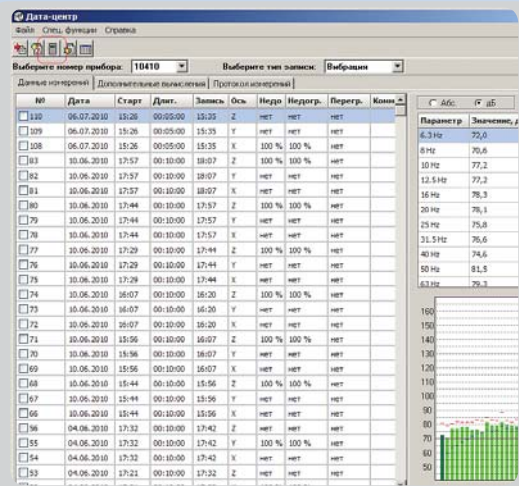 Дата-центр
Файл Спец. функции Справка
Выберите номер прибора: 10410 Выберите тип записи: Вибрация
Данные измерений Дополнительные вычисления Протокол измерений
№ Дата Старт Длит. Запись Ось Недо Недогр. Перегр. Комм
110 06.07.2010 15:26 00:05:00 15:35 Z нет нет нет
109 06.07.2010 15:26 00:05:00 15:35 Y нет нет нет
108 06.07.2010 15:26 00:05:00 15:35 X 100 % 100 % нет
83 10.06.2010 17:57 00:10:00 18:07 Z 100 % 100 % нет
82 10.06.2010 17:57 00:10:00 18:07 Y нет нет нет
81 10.06.2010 17:57 00:10:00 18:07 X нет нет нет
80 10.06.2010 17:44 00:10:00 17:57 Z 100 % 100 % нет
79 10.06.2010 17:44 00:10:00 17:57 Y нет нет нет
78 10.06.2010 17:44 00:10:00 17:57 X нет нет нет
77 10.06.2010 17:29 00:10:00 17:44 Z 100 % 100 % нет
76 10.06.2010 17:29 00:10:00 17:44 Y нет нет нет
75 10.06.2010 17:29 00:10:00 17:44 X нет нет нет
74 10.06.2010 16:07 00:10:00 16:20 Z 100 % 100 % нет
73 10.06.2010 16:07 00:10:00 16:20 Y нет нет нет
72 10.06.2010 16:07 00:10:00 16:20 X нет нет нет
71 10.06.2010 15:56 00:10:00 16:07 Z 100 % 100 % нет
70 10.06.2010 15:56 00:10:00 16:07 Y нет нет нет
69 10.06.2010 15:56 00:10:00 16:07 X нет нет нет
68 10.06.2010 15:44 00:10:00 15:56 Z 100 % 100 % нет
67 10.06.2010 15:44 00:10:00 15:56 Y нет нет нет
66 10.06.2010 15:44 00:10:00 15:56 X нет нет нет
56 04.06.2010 17:32 00:10:00 17:42 Z нет нет нет
55 04.06.2010 17:32 00:10:00 17:42 Y 100 % 100 % нет
54 04.06.2010 17:32 00:10:00 17:42 X нет нет нет
53 04.06.2010 17:21 00:10:00 17:32 Z нет нет нет
Абс. дБ
Параметр Значение, д
6.3 Hz 72,0
8 Hz 70,6
10 Hz 77,2
12.5 Hz 77,2
16 Hz 78,3
20 Hz 78,1
25 Hz 75,8
31.5 Hz 76,6
40 Hz 74,6
50 Hz 81,5
63 Hz 79,3
160
150
140
130
120
110
100
90
80
70
60
50